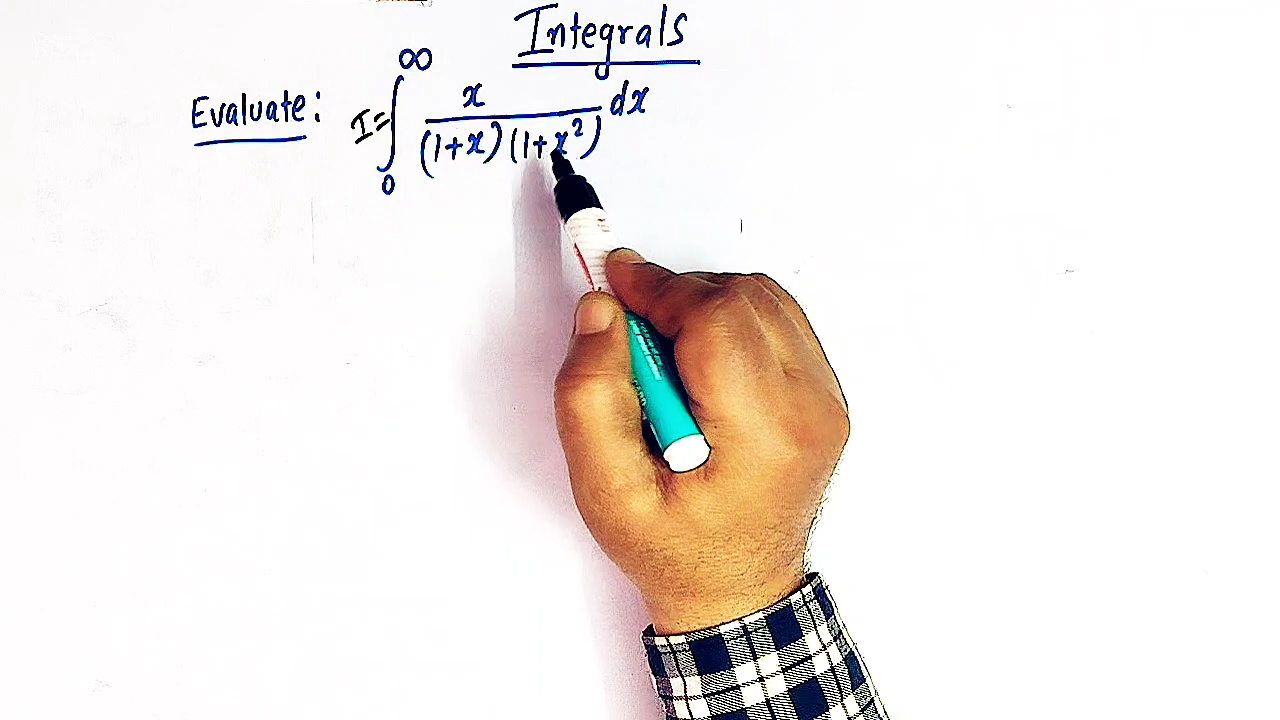 Integrals
Evaluate: I = ∫₀^∞ x / (1+x)(1+x²) dx